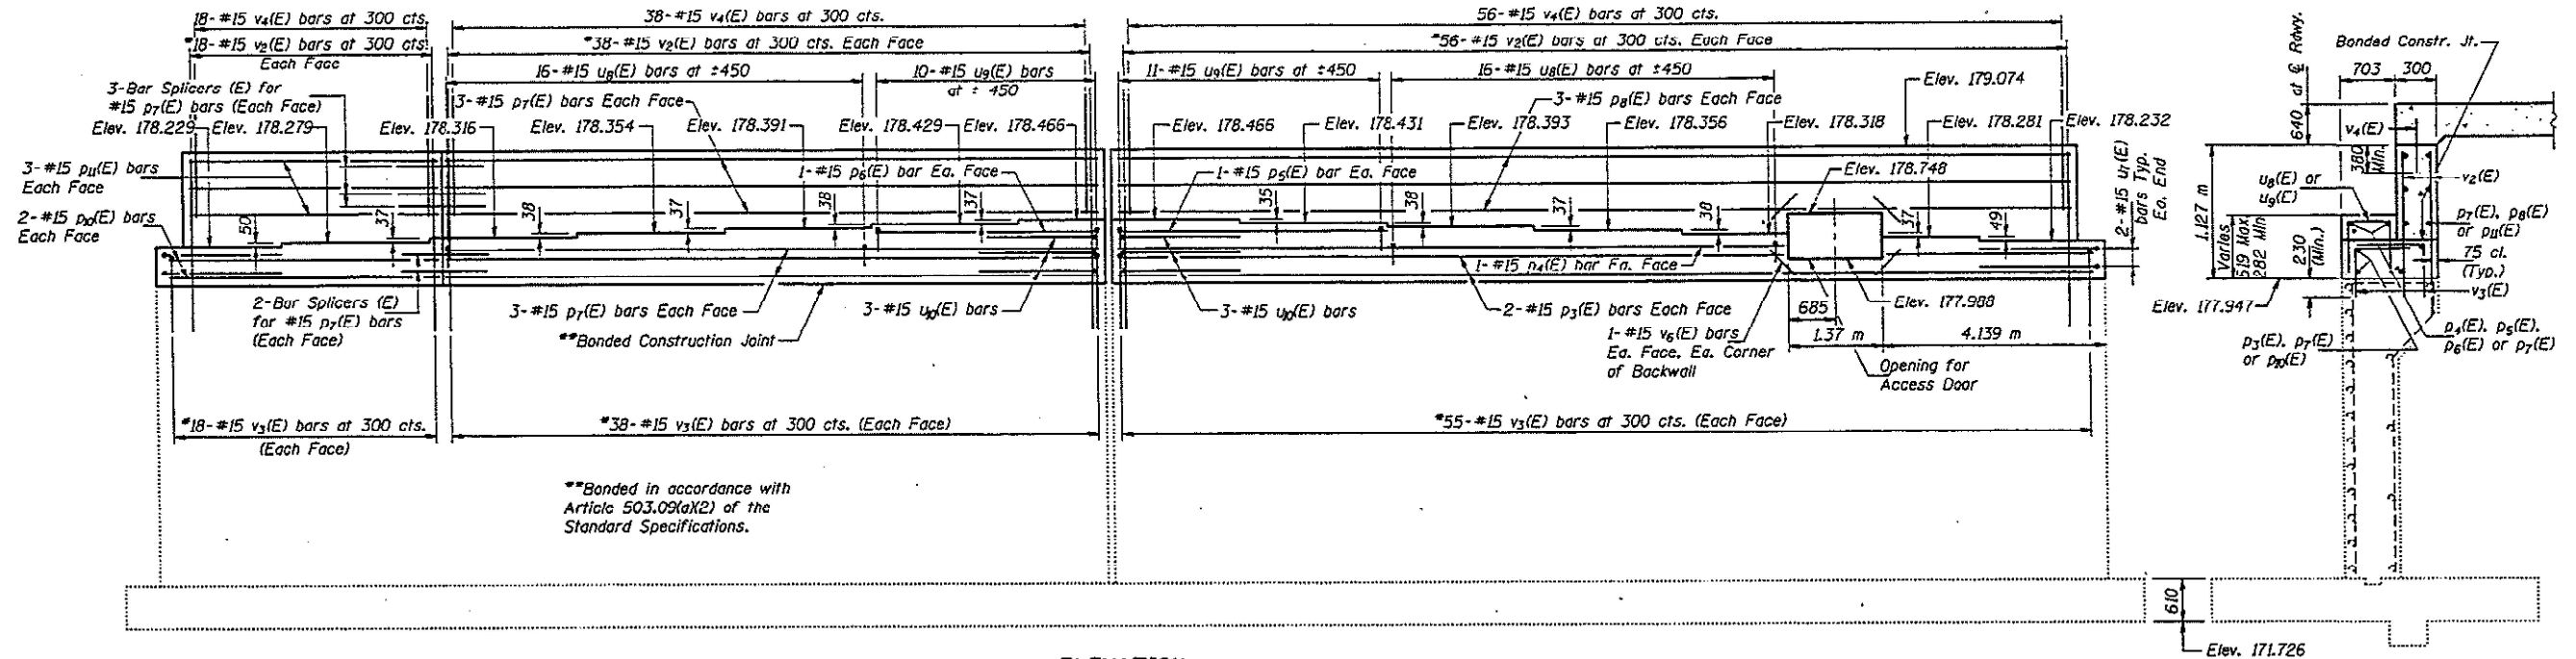 18-#15 v4(E) bars at 300 cts.
38-#15 v4(E) bars at 300 cts.
56-#15 v4(E) bars at 300 cts.
*18-#15 v2(E) bars at 300 cts.
Each Face
*38-#15 v2(E) bars at 300 cts. Each Face
*56-#15 v2(E) bars at 300 cts. Each Face
16-#15 u8(E) bars at ±450
10-#15 u9(E) bars
at ± 450
11-#15 u9(E) bars at ±450
16-#15 u8(E) bars at ±450
Elev. 179.074
3-Bar Splicers (E) for
#15 p7(E) bars (Each Face)
3-#15 p7(E) bars Each Face
3-#15 p8(E) bars Each Face
Elev. 178.229
Elev. 178.279
Elev. 178.316
Elev. 178.354
Elev. 178.391
Elev. 178.429
Elev. 178.466
Elev. 178.466
Elev. 178.431
Elev. 178.393
Elev. 178.356
Elev. 178.318
Elev. 178.281
Elev. 178.232
3-#15 p11(E) bars
Each Face
1-#15 p6(E) bar Ea. Face
1-#15 p5(E) bar Ea. Face
Elev. 178.748
2-#15 p10(E) bars
Each Face
50
37
38
37
38
37
35
38
37
38
37
49
2-#15 u1(E)
bars Typ.
Ea. End
1-#15 p4(E) bar Ea. Face
2-Bar Splicers (E)
for #15 p7(E) bars
(Each Face)
3-#15 p7(E) bars Each Face
3-#15 u10(E) bars
3-#15 u10(E) bars
2-#15 p3(E) bars Each Face
Elev. 177.988
**Bonded Construction Joint
685
1.37 m
4.139 m
1-#15 v6(E) bars
Ea. Face, Ea. Corner
of Backwall
Opening for
Access Door
*18-#15 v3(E) bars at 300 cts.
(Each Face)
*38-#15 v3(E) bars at 300 cts. (Each Face)
*55-#15 v3(E) bars at 300 cts. (Each Face)
**Bonded in accordance with
Article 503.09(a)(2) of the
Standard Specifications.
640 at ℄ Rdwy.
Bonded Constr. Jt.
703
300
v4(E)
380
Min.
v2(E)
1.127 m
u8(E) or
u9(E)
p7(E), p8(E)
or p11(E)
Varies
519 Max
282 Min
230
(Min.)
75 cl.
(Typ.)
v3(E)
Elev. 177.947
p3(E), p7(E)
or p10(E)
p4(E), p5(E),
p6(E) or p7(E)
610
Elev. 171.726